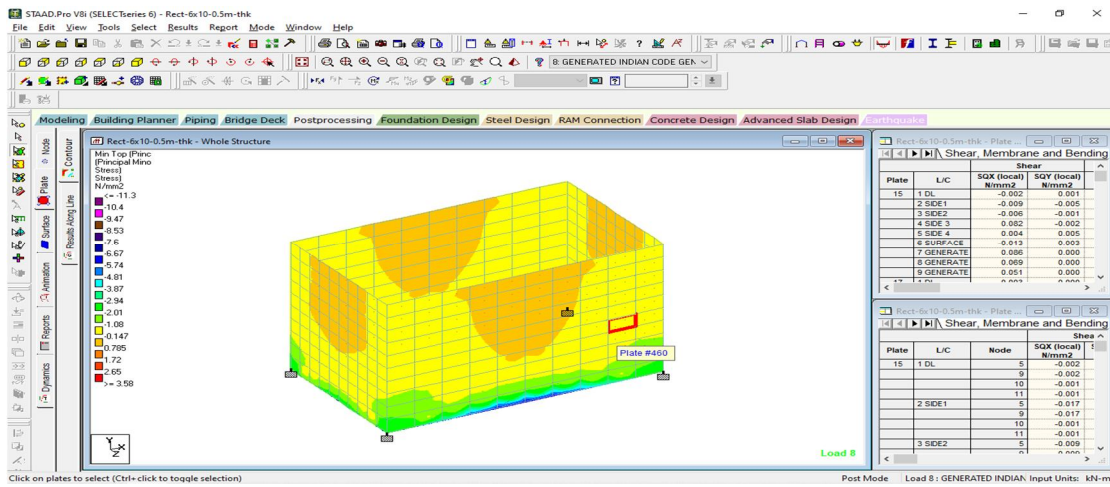 STAAD.Pro V8i (SELECTseries 6) - Rect-6x10-0.5m-thk
File Edit View Tools Select Results Report Mode Window Help
8: GENERATED INDIAN CODE GEN
Modeling Building Planner Piping Bridge Deck Postprocessing Foundation Design Steel Design RAM Connection Concrete Design Advanced Slab Design Earthquake
Node
Plate
Surface
Animation
Reports
Dynamics
Contour
Results Along Line
Rect-6x10-0.5m-thk - Whole Structure
Min Top (Princ
(Principal Mino
Stress)
Stress)
N/mm2
<= -11.3
-10.4
-9.47
-8.53
-7.6
-6.67
-5.74
-4.81
-3.87
-2.94
-2.01
-1.08
-0.147
0.785
1.72
2.65
>= 3.58
Plate #460
Y
X
Z
Load 8
Rect-6x10-0.5m-thk - Plate ...
Shear, Membrane and Bending
Shear
Plate L/C SQX (local) N/mm2 SQY (local) N/mm2
15 1 DL -0.002 0.001
2 SIDE1 -0.009 -0.005
3 SIDE2 -0.006 -0.001
4 SIDE 3 0.082 -0.002
5 SIDE 4 0.004 0.005
6 SURFACE -0.013 0.003
7 GENERATE 0.086 0.000
8 GENERATE 0.069 0.000
9 GENERATE 0.051 0.000
Rect-6x10-0.5m-thk - Plate ...
Shear, Membrane and Bending
Shea
Plate L/C Node SQX (local) N/mm2
15 1 DL 5 -0.002
9 -0.002
10 -0.001
11 -0.001
2 SIDE1 5 -0.017
9 -0.017
10 -0.001
11 -0.001
3 SIDE2 5 -0.009
Click on plates to select (Ctrl+click to toggle selection)
Post Mode Load 8 : GENERATED INDIAN Input Units: kN-m